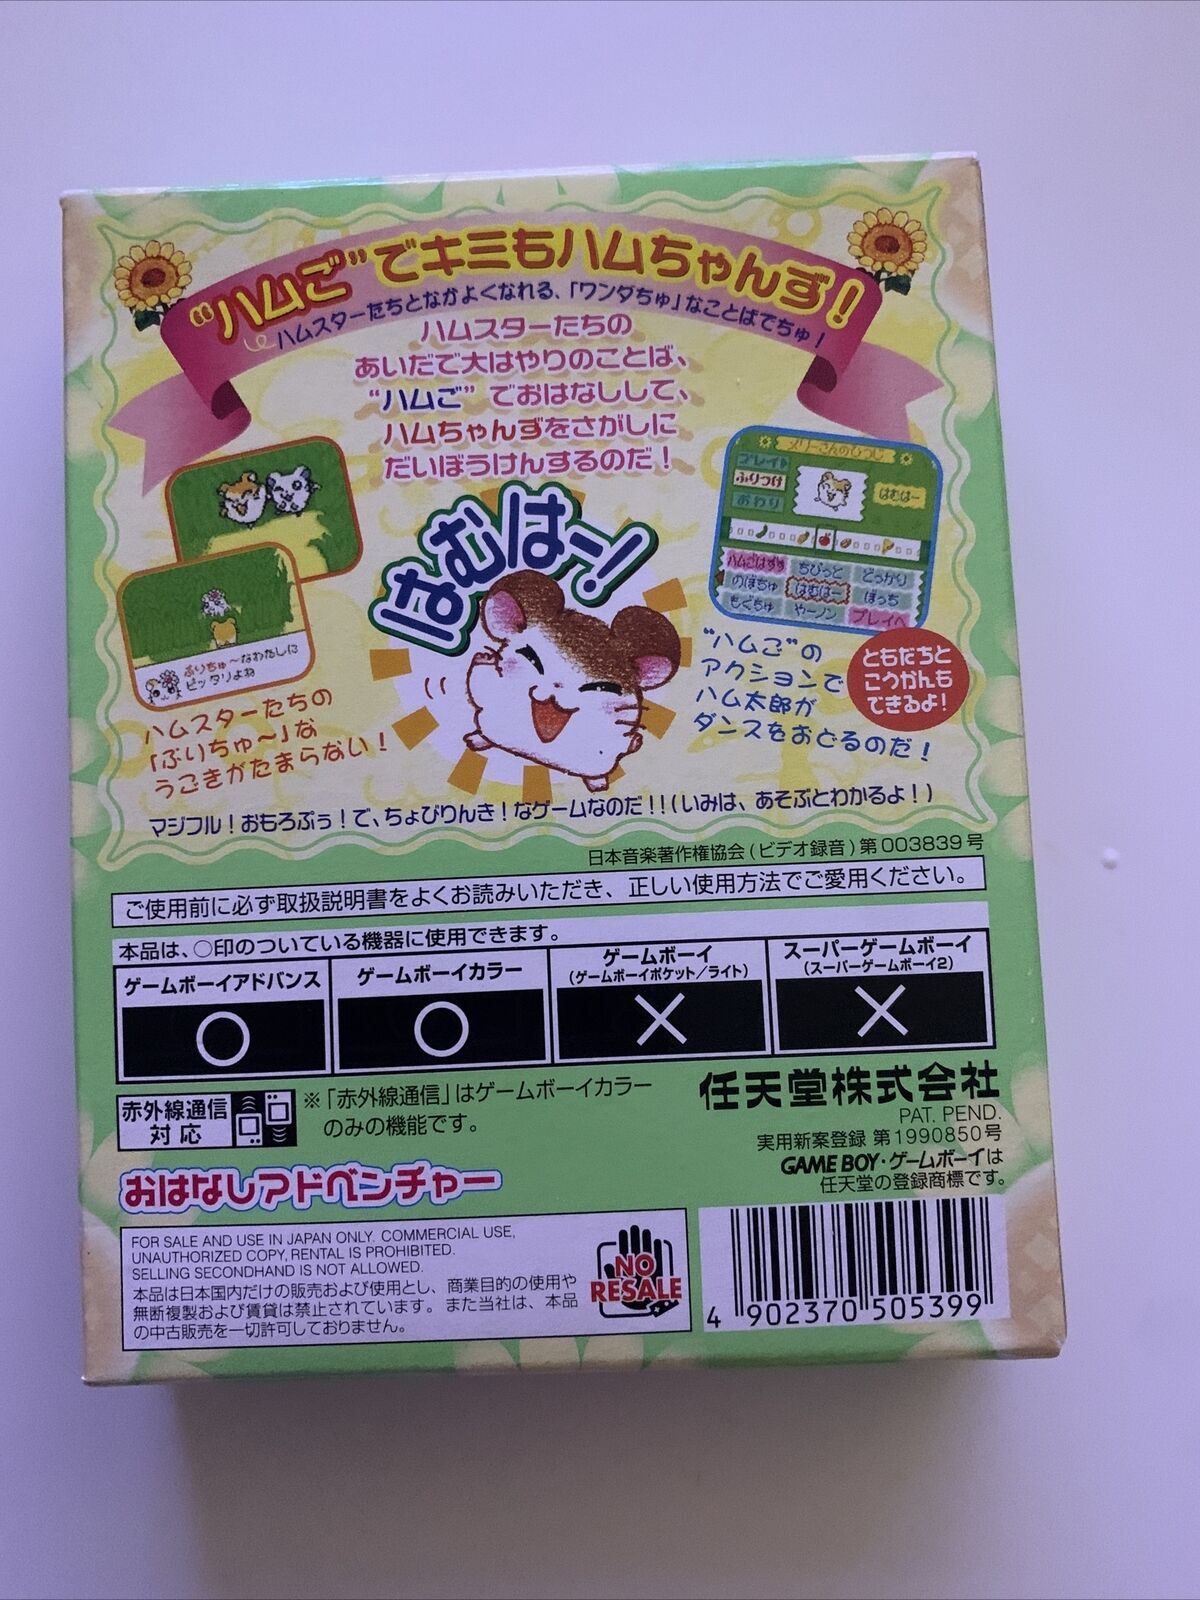 “ハムご”でキミもハムちゃんず!
ハムスターたちとなかよくなれる、「ワンダちゅ」なことばでちゅ!
ハムスターたちの
あいだで大はやりのことば、
“ハムご”でおはなしして、
ハムちゃんずをさがしに
だいぼうけんするのだ!
はむはー!
ぷりちゅ〜なわたしに
ピッタリよね
ハムスターたちの
「ぷりちゅ〜」な
うごきがたまらない!
メリーさんのひつじ
プレイ
ふりつけ
おわり
はむはー
ハムごはずす ちびっと どっかり
のぼちゅ はむはー ぼっち
もぐちゅ やーノン プレイへ
“ハムご”の
アクションで
ハム太郎が
ダンスをおどるのだ!
ともだちと
こうかんも
できるよ!
マジフル!おもろぷぅ!で、ちょびりんき!なゲームなのだ!!(いみは、あそぶとわかるよ!)
日本音楽著作権協会(ビデオ録音)第003839号
ご使用前に必ず取扱説明書をよくお読みいただき、正しい使用方法でご愛用ください。
本品は、○印のついている機器に使用できます。
ゲームボーイアドバンス
○
ゲームボーイカラー
○
ゲームボーイ
(ゲームボーイポケット/ライト)
×
スーパーゲームボーイ
(スーパーゲームボーイ2)
×
赤外線通信
対応
※「赤外線通信」はゲームボーイカラー
のみの機能です。
任天堂株式会社
PAT. PEND.
実用新案登録 第1990850号
GAME BOY・ゲームボーイは
任天堂の登録商標です。
おはなしアドベンチャー
FOR SALE AND USE IN JAPAN ONLY. COMMERCIAL USE,
UNAUTHORIZED COPY, RENTAL IS PROHIBITED.
SELLING SECONDHAND IS NOT ALLOWED.
本品は日本国内だけの販売および使用とし、商業目的の使用や
無断複製および賃貸は禁止されています。また当社は、本品
の中古販売を一切許可しておりません。
NO
RESALE
4 902370 505399